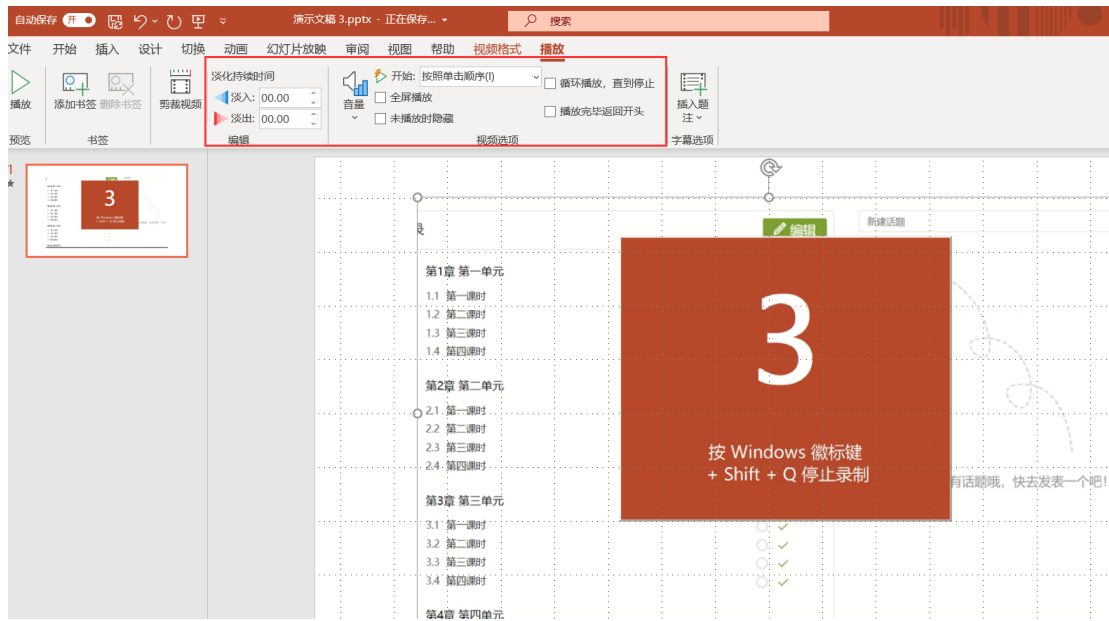 自动保存 开 演示文稿 3.pptx - 正在保存... 搜索
文件 开始 插入 设计 切换 动画 幻灯片放映 审阅 视图 帮助 视频格式 播放
播放
预览
添加书签 删除书签
书签
剪裁视频
淡化持续时间
淡入: 00.00
淡出: 00.00
编辑
音量
开始: 按照单击顺序(I)
全屏播放
未播放时隐藏
循环播放，直到停止
播放完毕返回开头
视频选项
插入题
注
字幕选项
1
3
录
编辑
新建话题
第1章 第一单元
1.1 第一课时
1.2 第二课时
1.3 第三课时
1.4 第四课时
第2章 第二单元
2.1 第一课时
2.2 第二课时
2.3 第三课时
2.4 第四课时
第3章 第三单元
3.1 第一课时
3.2 第二课时
3.3 第三课时
3.4 第四课时
第4章 第四单元
3
按 Windows 徽标键
+ Shift + Q 停止录制
有话题哦，快去发表一个吧！